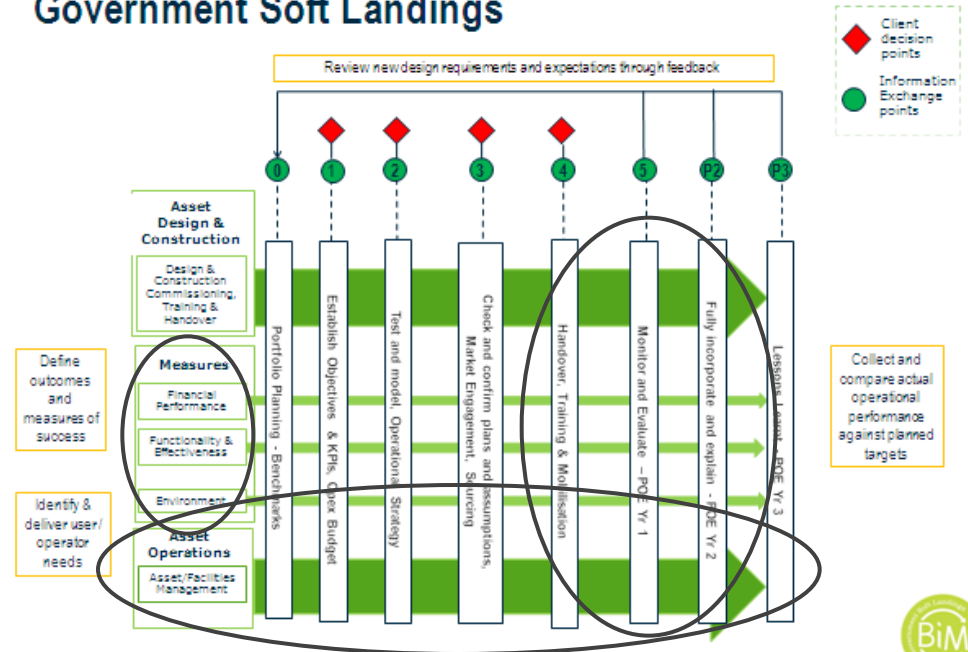 Government Soft Landings
Client
decision
points
Information
Exchange
points
Review new design requirements and expectations through feedback
0
1
2
3
4
5
P2
P3
Asset
Design &
Construction
Design &
Construction
Commissioning,
Training &
Handover
Define
outcomes
and
measures of
success
Measures
Financial
Performance
Functionality &
Effectiveness
Environment
Identify &
deliver user/
operator
needs
Asset
Operations
Asset/Facilities
Management
Portfolio Planning - Benchmarks
Establish Objectives & KPIs, Opex Budget
Test and model, Operational Strategy
Check and confirm plans and assumptions,
Market Engagement, Sourcing
Handover, Training & Mobilisation
Monitor and Evaluate – POE Yr 1
Fully incorporate and explain - POE Yr 2
Lessons Learnt - POE Yr 3
Collect and
compare actual
operational
performance
against planned
targets
BiM